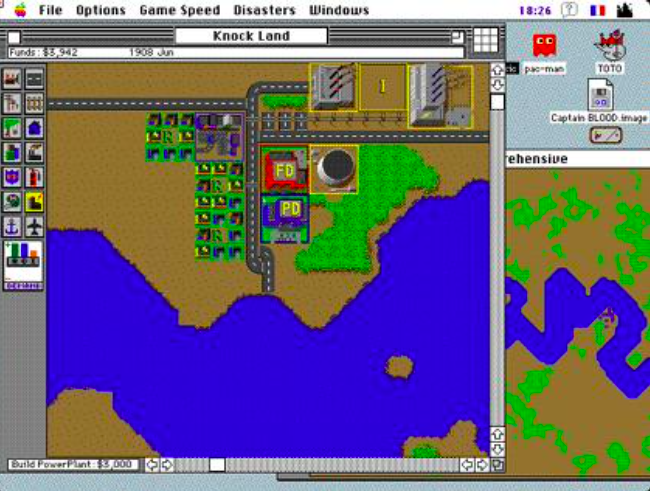 File Options Game Speed Disasters Windows 18:26
Knock Land
Funds: $3,942 1908 Jun
pac-man TOTO
Captain BLOOD.image
rehensive
I
R
FD
R
PD
R
DEMAND
Build PowerPlant: $3,000